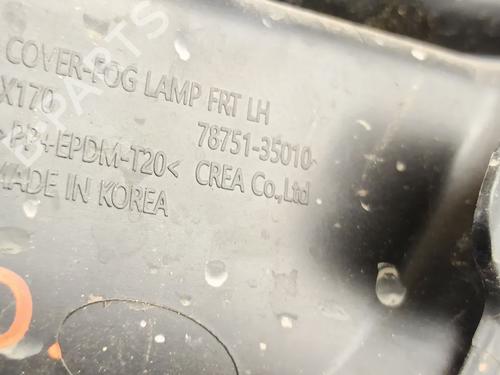 COVER-FOG LAMP FRT LH
X170 78751-35010
>PP+EPDM-T20< CREA Co.,Ltd
MADE IN KOREA